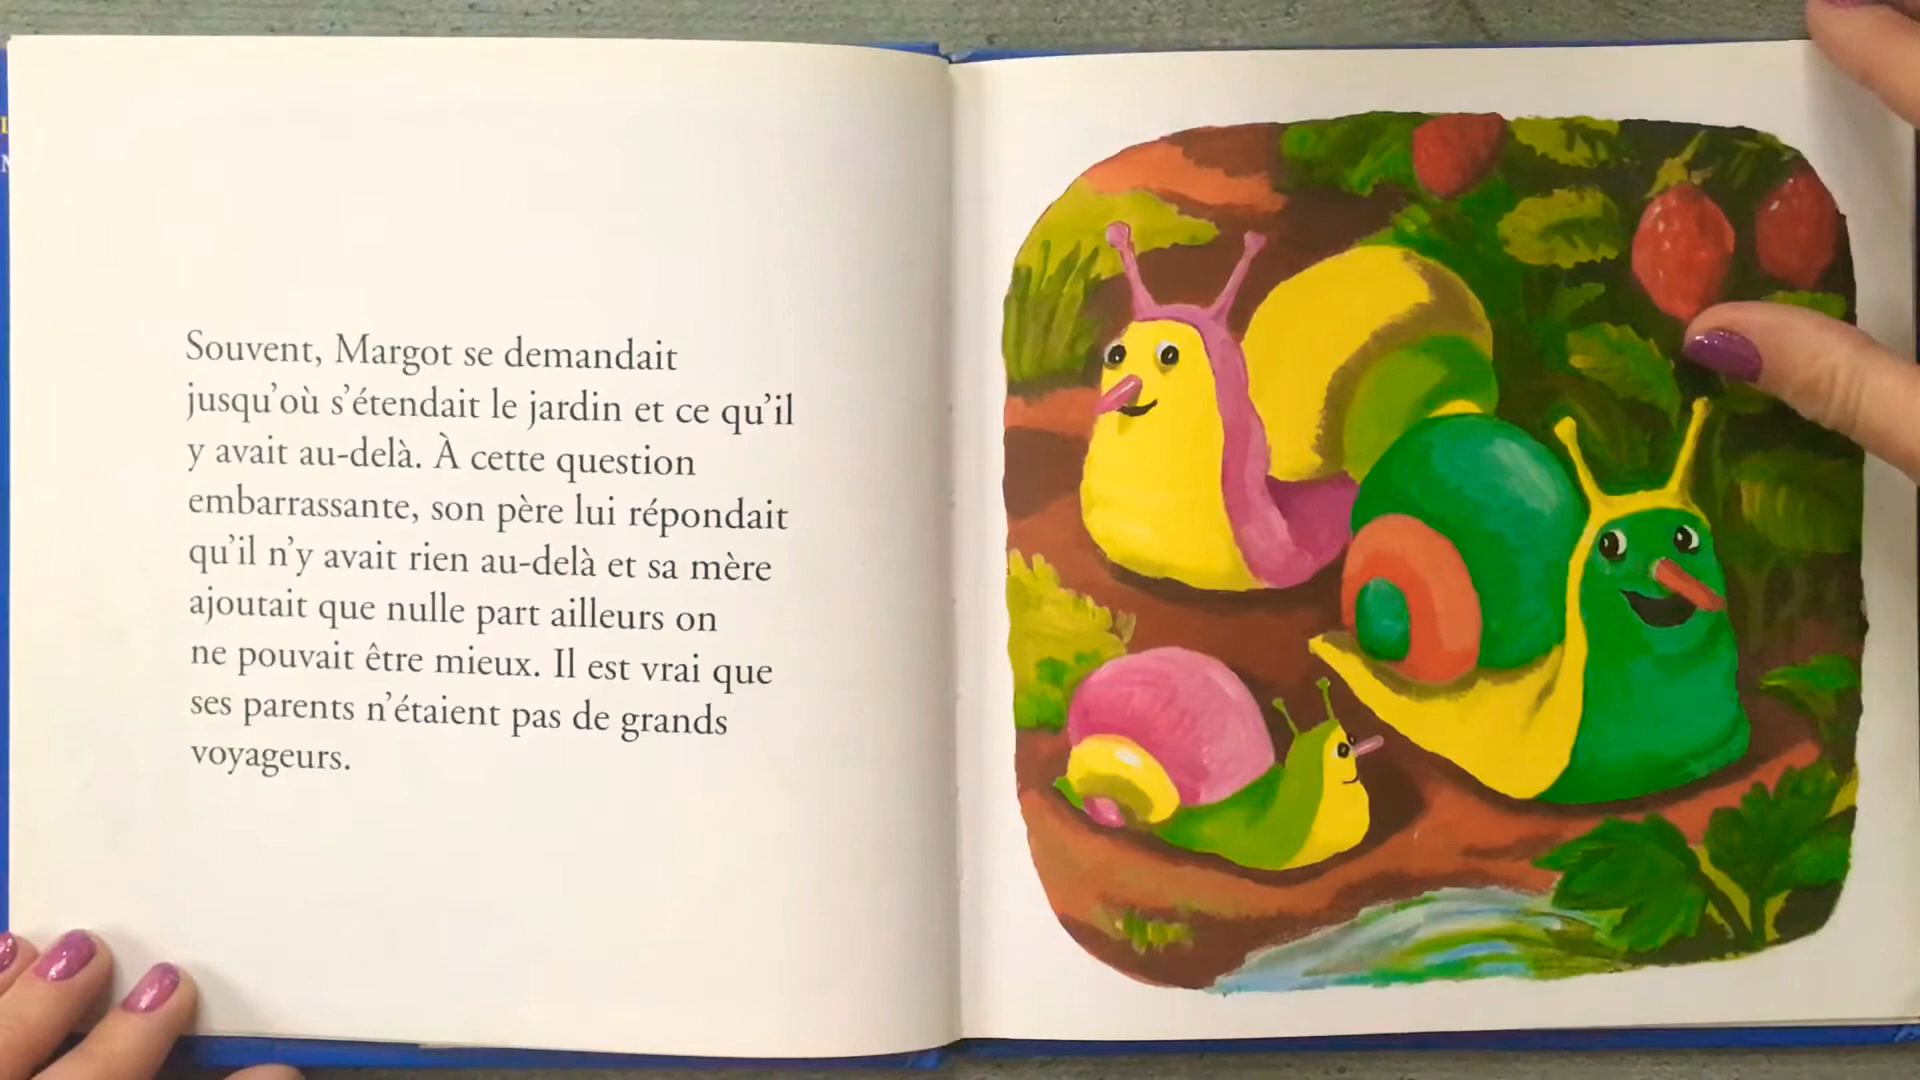 Souvent, Margot se demandait
jusqu'où s'étendait le jardin et ce qu'il
y avait au-delà. À cette question
embarrassante, son père lui répondait
qu'il n'y avait rien au-delà et sa mère
ajoutait que nulle part ailleurs on
ne pouvait être mieux. Il est vrai que
ses parents n'étaient pas de grands
voyageurs.